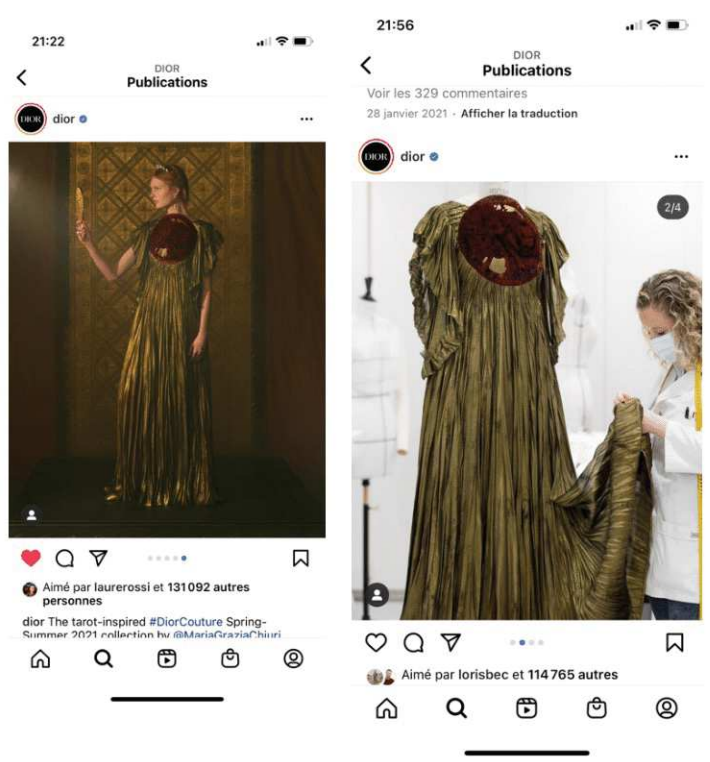 21:22
DIOR
Publications
DIOR
dior
Aimé par laurerossi et 131 092 autres
personnes
dior The tarot-inspired #DiorCouture Spring-
Summer 2021 collection by @MariaGraziaChiuri
21:56
DIOR
Publications
Voir les 329 commentaires
28 janvier 2021 · Afficher la traduction
DIOR
dior
2/4
Aimé par lorisbec et 114 765 autres